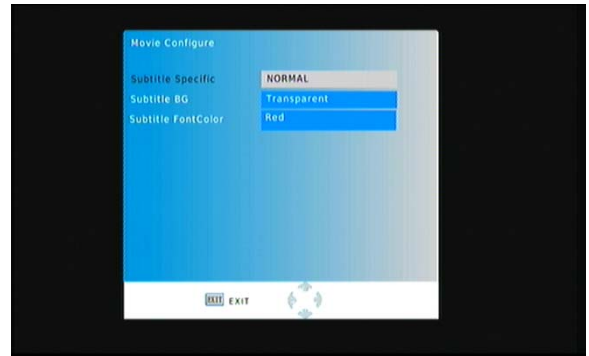 Movie Configure
Subtitle Specific NORMAL
Subtitle BG Transparent
Subtitle FontColor Red
EXIT EXIT